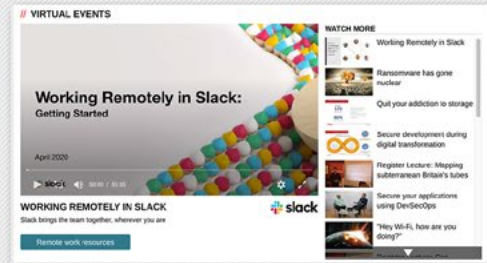 // VIRTUAL EVENTS
Working Remotely in Slack:
Getting Started
April 2020
slack
00:00
WORKING REMOTELY IN SLACK
slack
Slack brings the team together, wherever you are
Remote work resources
WATCH MORE
Working Remotely in Slack
Ransomware has gone
nuclear
Quit your addiction to storage
Secure development during
digital transformation
Register Lecture: Mapping
subterranean Britain's tubes
Secure your applications
using DevSecOps
"Hey Wi-Fi, how are you
doing?"